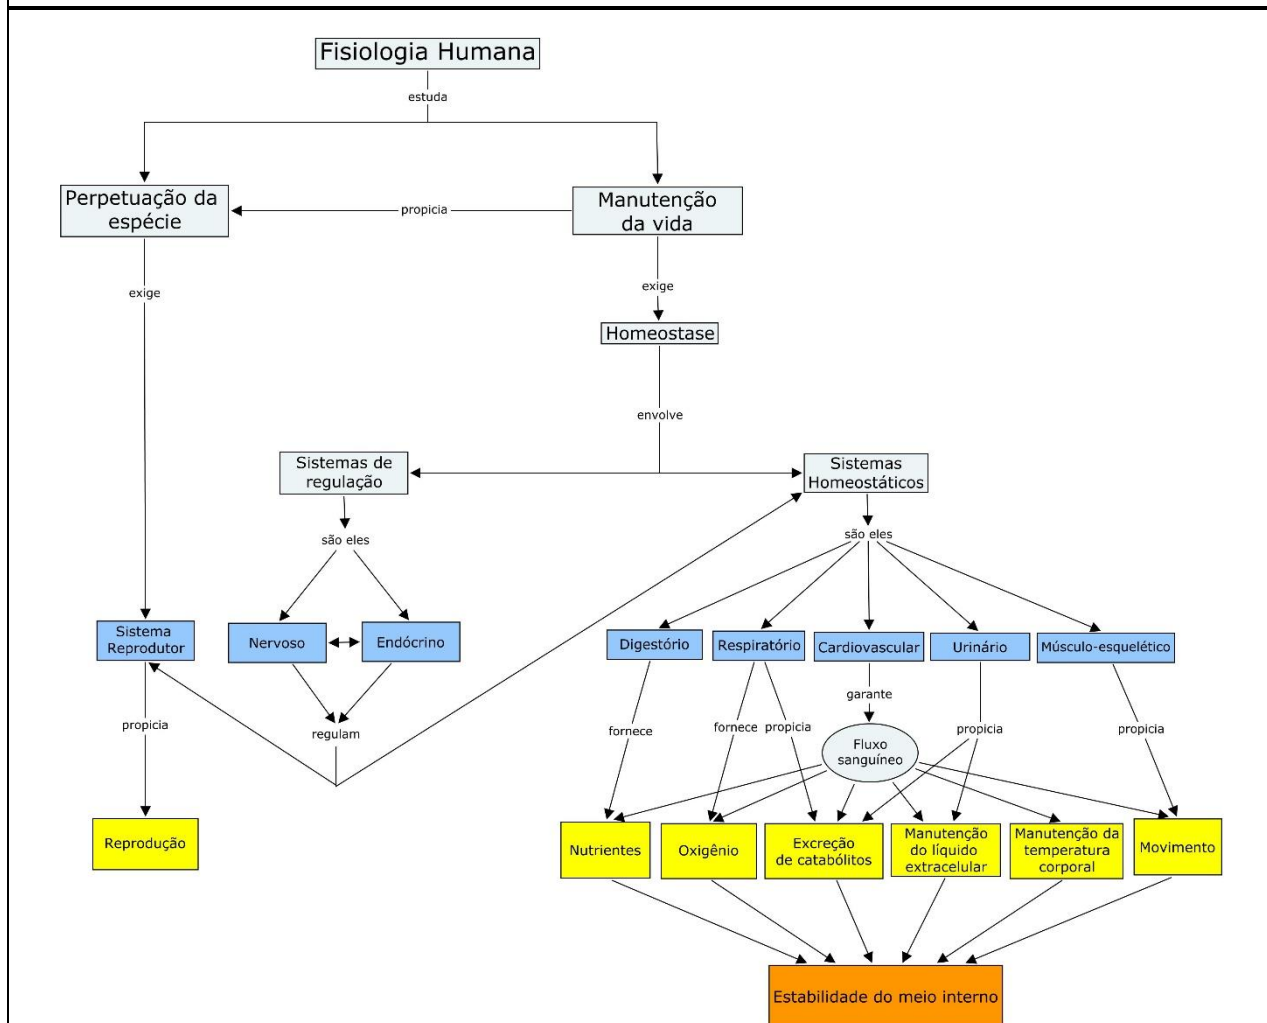 Fisiologia Humana
estuda
Perpetuação da
espécie
propicia
Manutenção
da vida
exige
exige
Homeostase
envolve
Sistemas de
regulação
Sistemas
Homeostáticos
são eles
são eles
Sistema
Reprodutor
Nervoso
Endócrino
Digestório
Respiratório
Cardiovascular
Urinário
Músculo-esquelético
propicia
regulam
fornece
fornece
propicia
garante
propicia
propicia
Fluxo
sanguíneo
Reprodução
Nutrientes
Oxigênio
Excreção
de catabólitos
Manutenção
do líquido
extracelular
Manutenção da
temperatura
corporal
Movimento
Estabilidade do meio interno